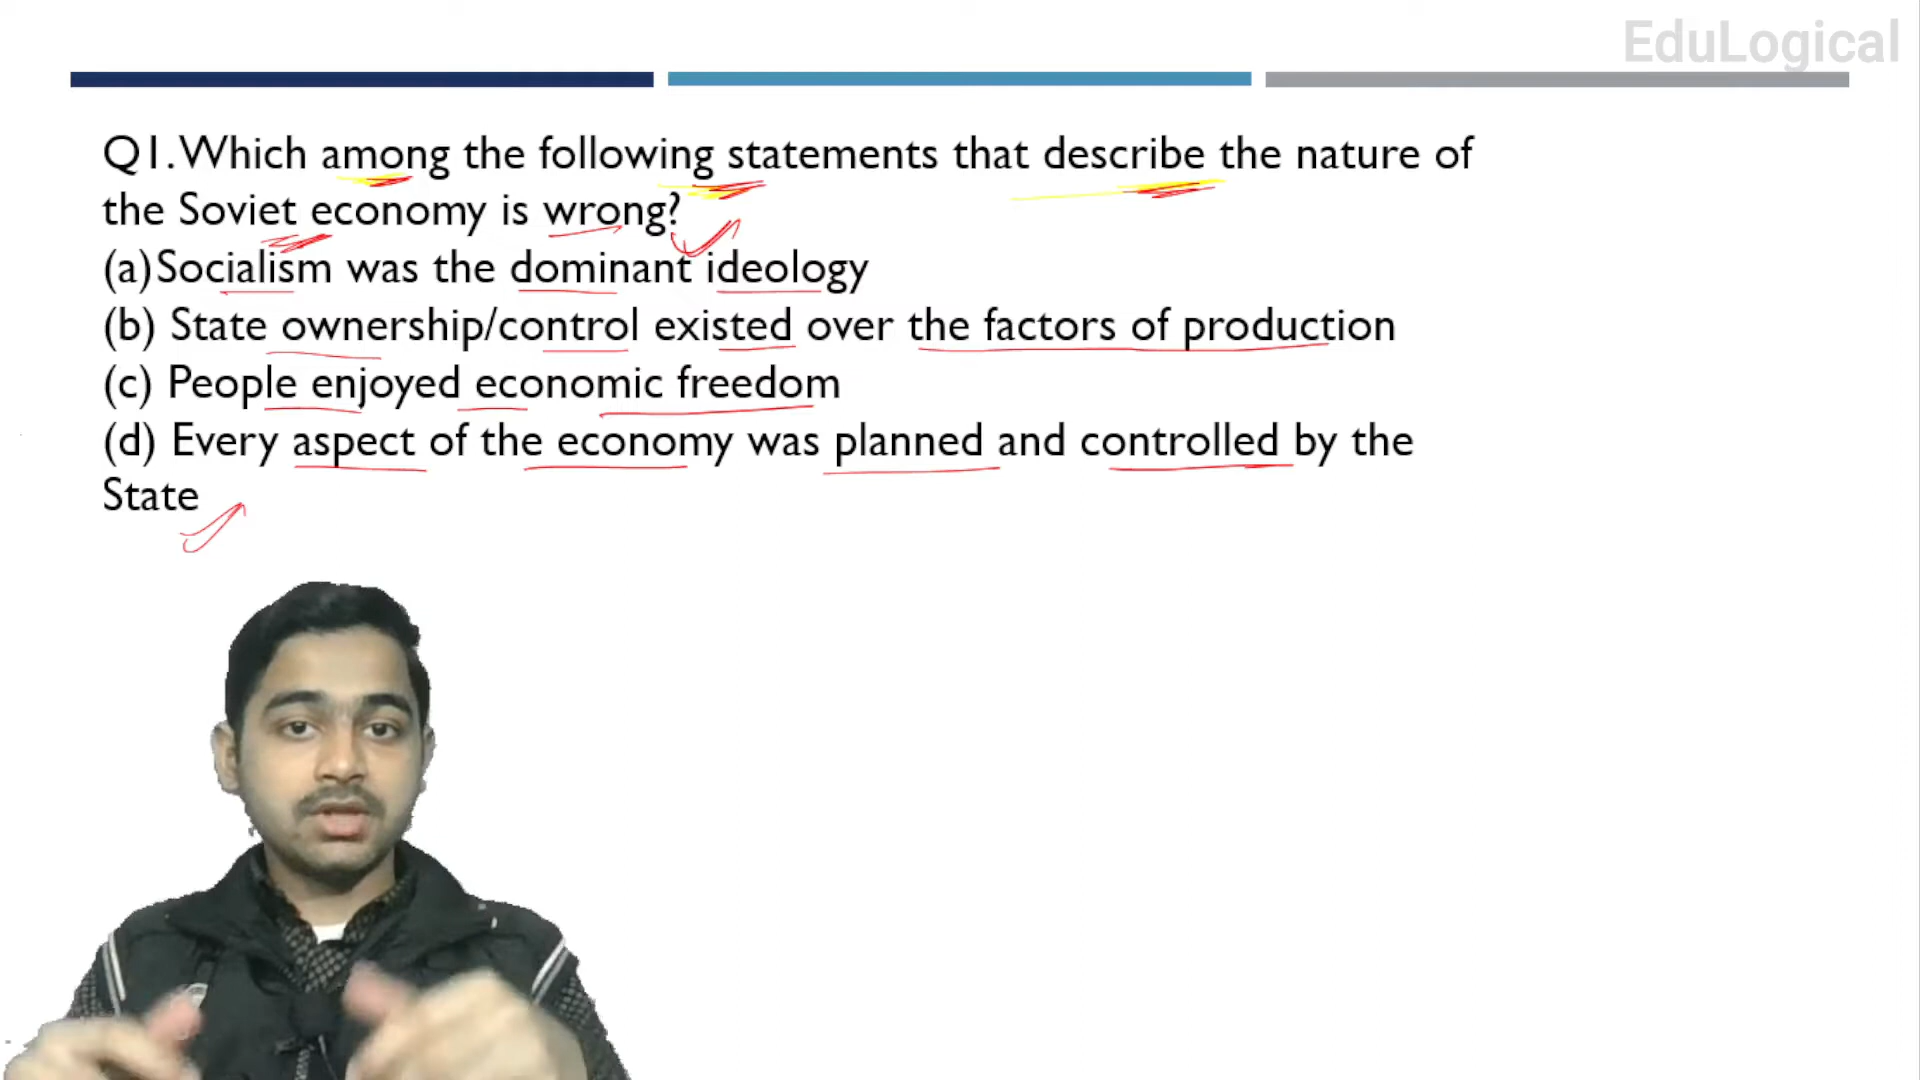 EduLogical
Q1. Which among the following statements that describe the nature of
the Soviet economy is wrong?
(a) Socialism was the dominant ideology
(b) State ownership/control existed over the factors of production
(c) People enjoyed economic freedom
(d) Every aspect of the economy was planned and controlled by the
State